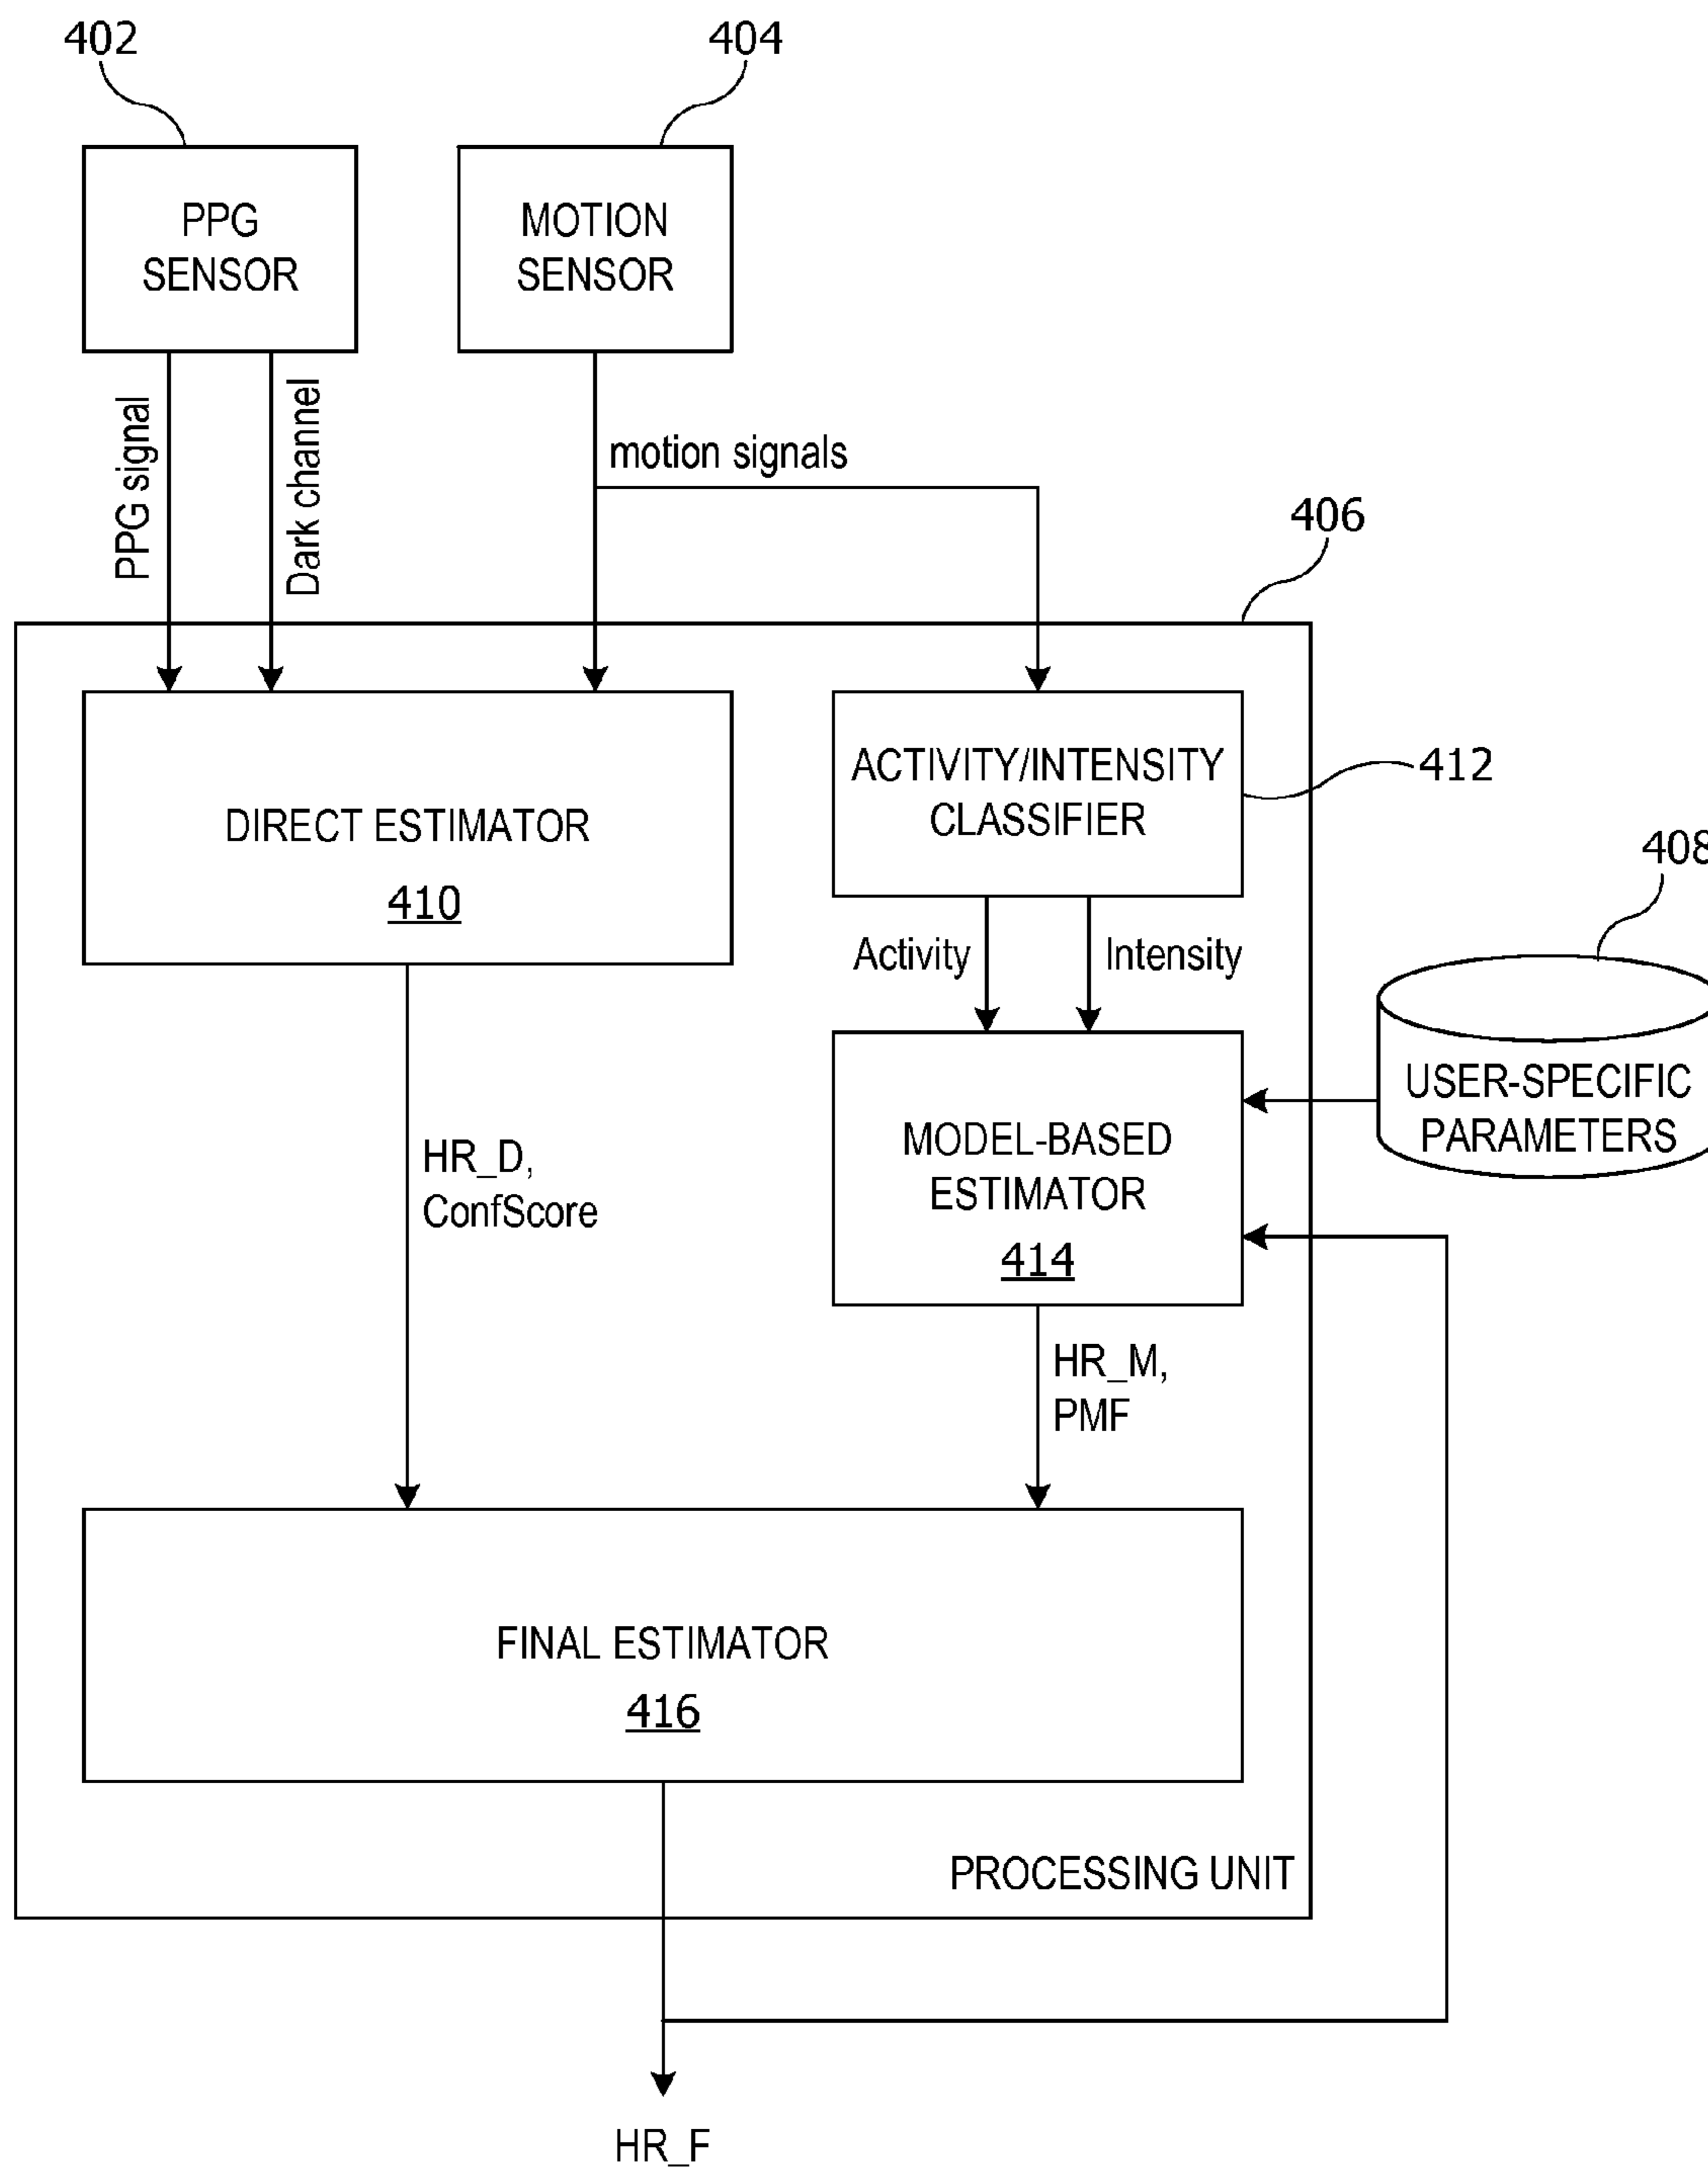 402
404
PPG
SENSOR
MOTION
SENSOR
PPG signal
Dark channel
motion signals
406
DIRECT ESTIMATOR
410
ACTIVITY/INTENSITY
CLASSIFIER
412
408
Activity
Intensity
USER-SPECIFIC
PARAMETERS
MODEL-BASED
ESTIMATOR
414
HR_D,
ConfScore
HR_M,
PMF
FINAL ESTIMATOR
416
PROCESSING UNIT
HR_F